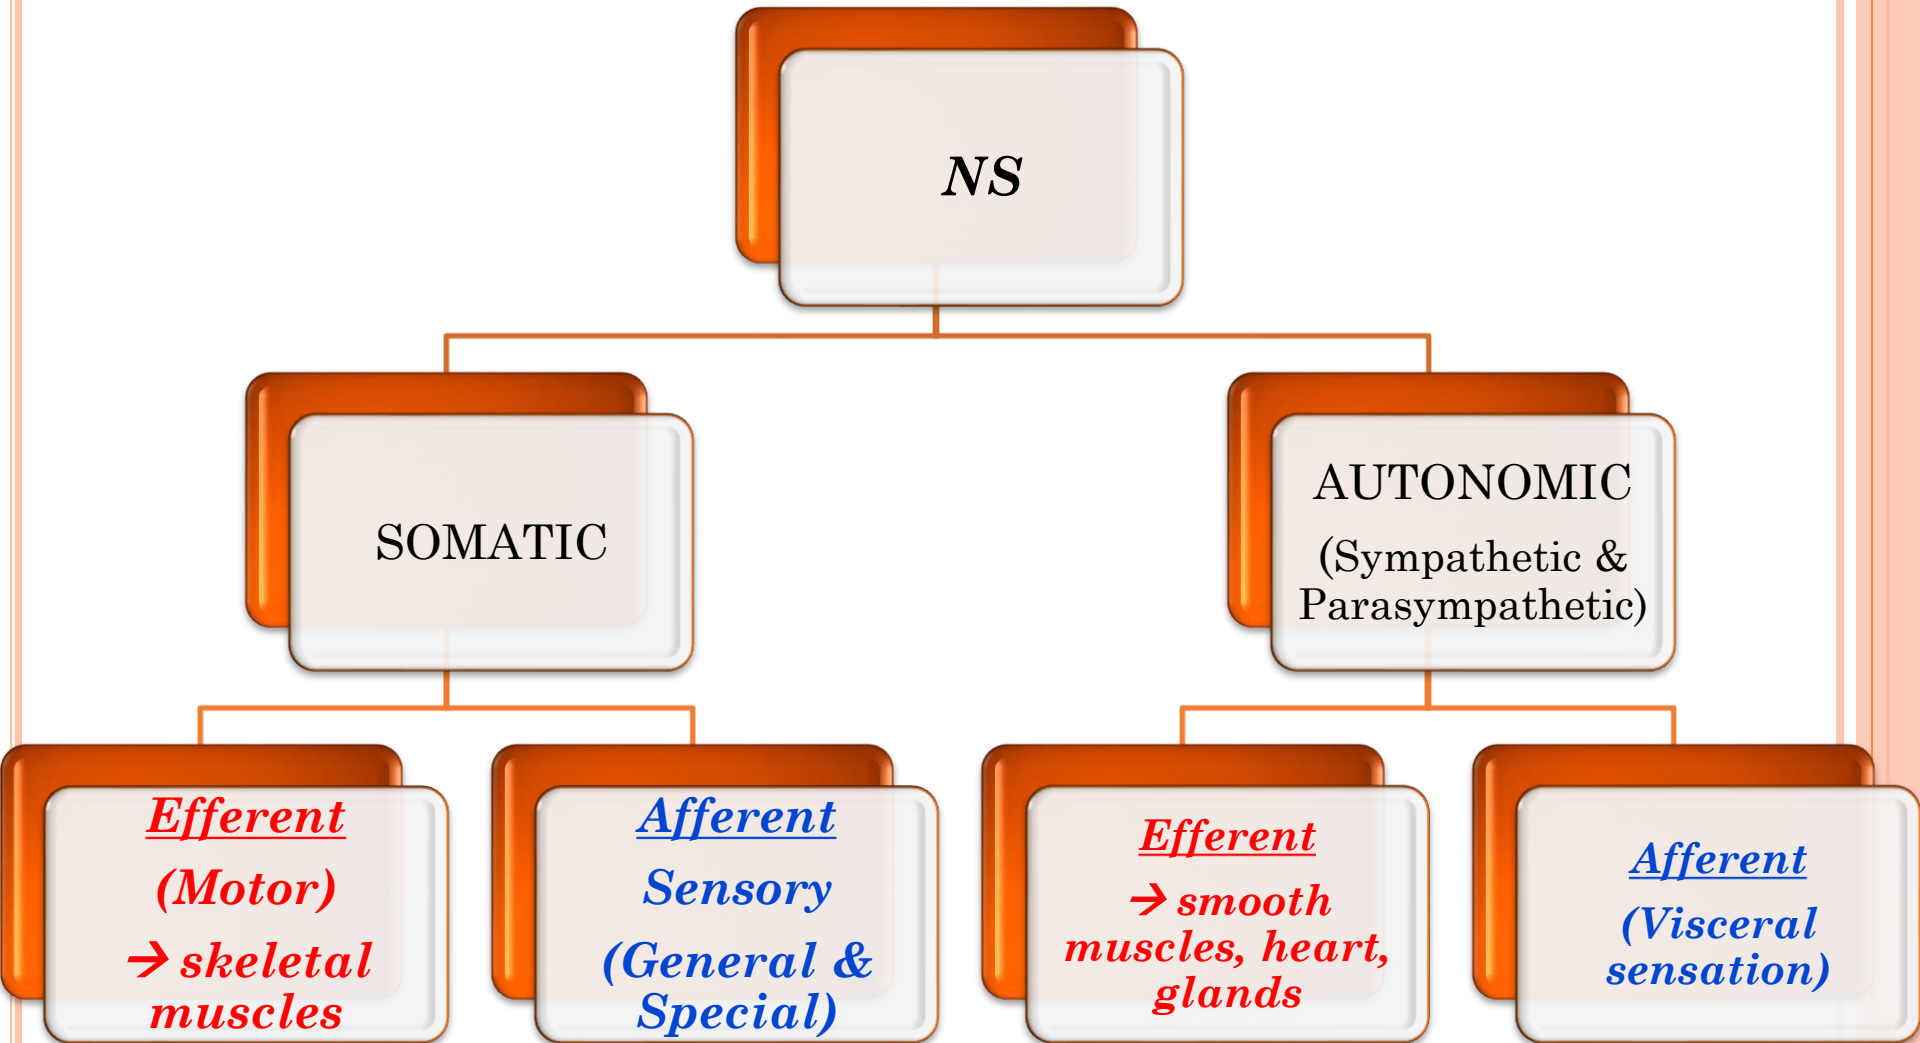 NS
SOMATIC
AUTONOMIC
(Sympathetic &
Parasympathetic)
Efferent
(Motor)
→ skeletal
muscles
Afferent
Sensory
(General &
Special)
Efferent
→ smooth
muscles, heart,
glands
Afferent
(Visceral
sensation)